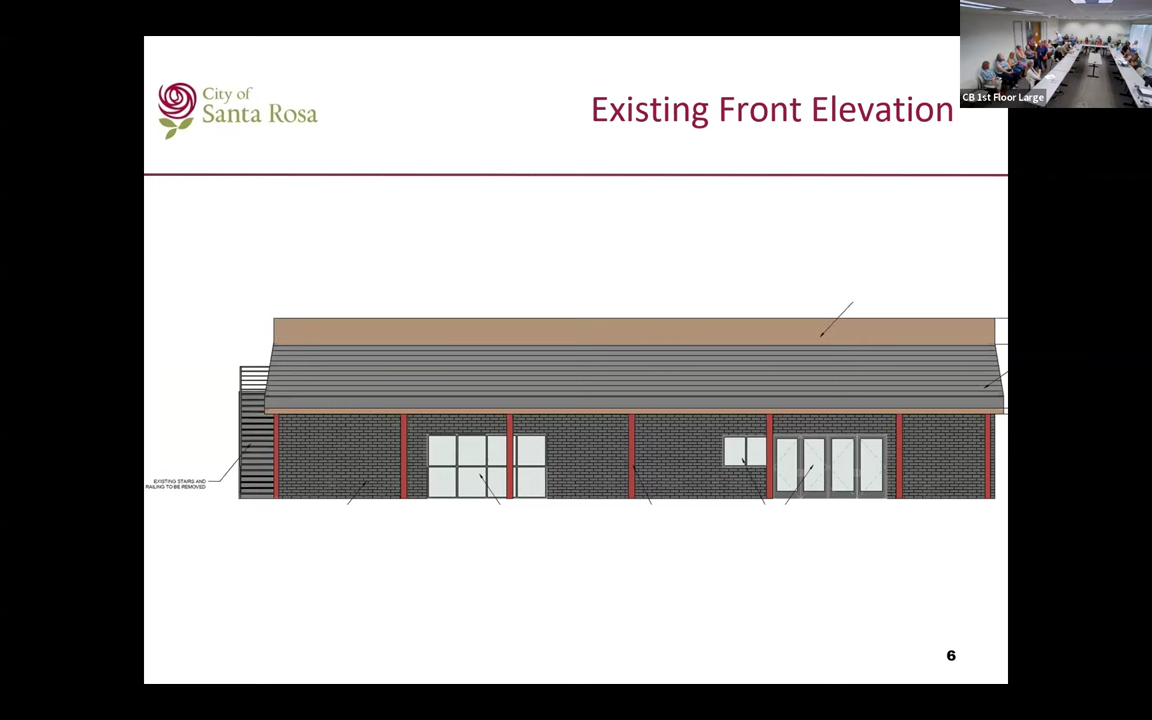 CB 1st Floor Large
City of
Santa Rosa
Existing Front Elevation
EXISTING STAIRS AND
RAILING TO BE REMOVED
6